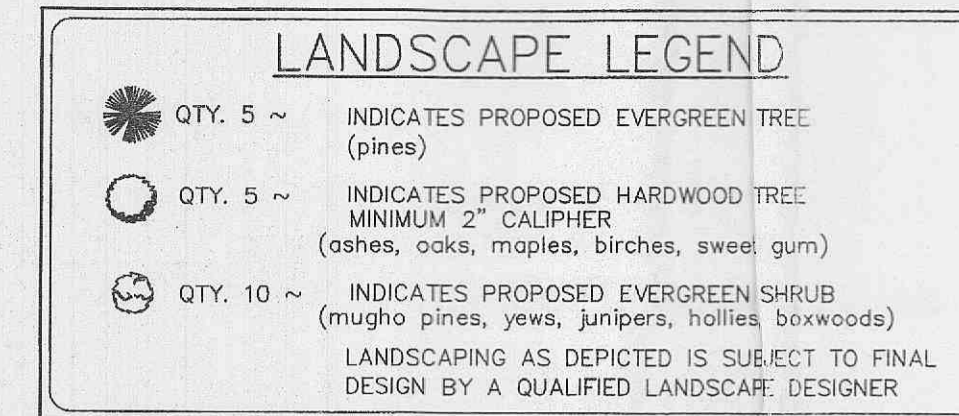 LANDSCAPE LEGEND
QTY. 5 ~ INDICATES PROPOSED EVERGREEN TREE
(pines)
QTY. 5 ~ INDICATES PROPOSED HARDWOOD TREE
MINIMUM 2" CALIPHER
(ashes, oaks, maples, birches, sweet gum)
QTY. 10 ~ INDICATES PROPOSED EVERGREEN SHRUB
(mugho pines, yews, junipers, hollies boxwoods)
LANDSCAPING AS DEPICTED IS SUBJECT TO FINAL
DESIGN BY A QUALIFIED LANDSCAPE DESIGNER